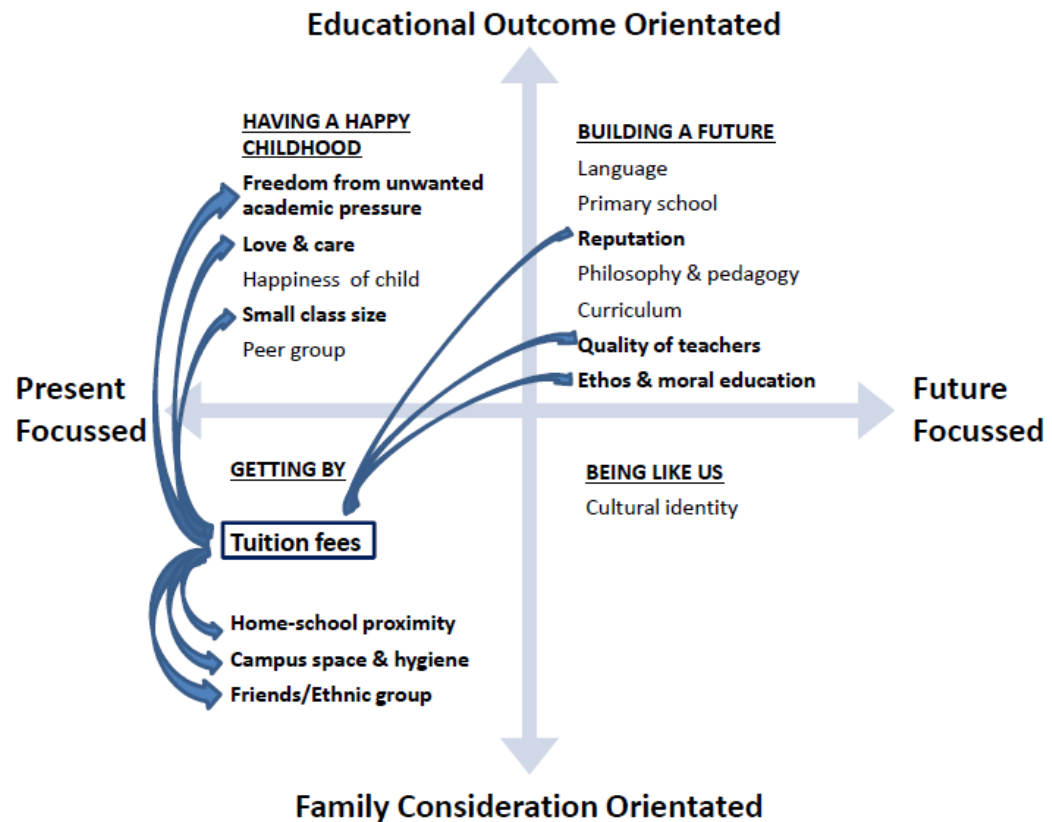 Educational Outcome Orientated
HAVING A HAPPY
CHILDHOOD
Freedom from unwanted
academic pressure
Love & care
Happiness of child
Small class size
Peer group
BUILDING A FUTURE
Language
Primary school
Reputation
Philosophy & pedagogy
Curriculum
Quality of teachers
Ethos & moral education
Present
Focussed
Future
Focussed
GETTING BY
Tuition fees
Home-school proximity
Campus space & hygiene
Friends/Ethnic group
BEING LIKE US
Cultural identity
Family Consideration Orientated